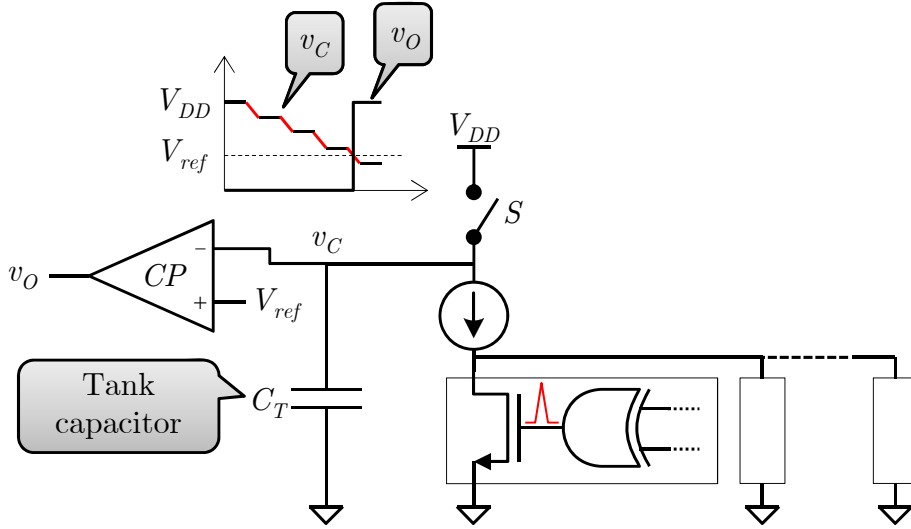 v_C
v_O
V_DD
V_ref
V_DD
S
v_C
v_O
−
CP
+
V_ref
Tank
capacitor
C_T